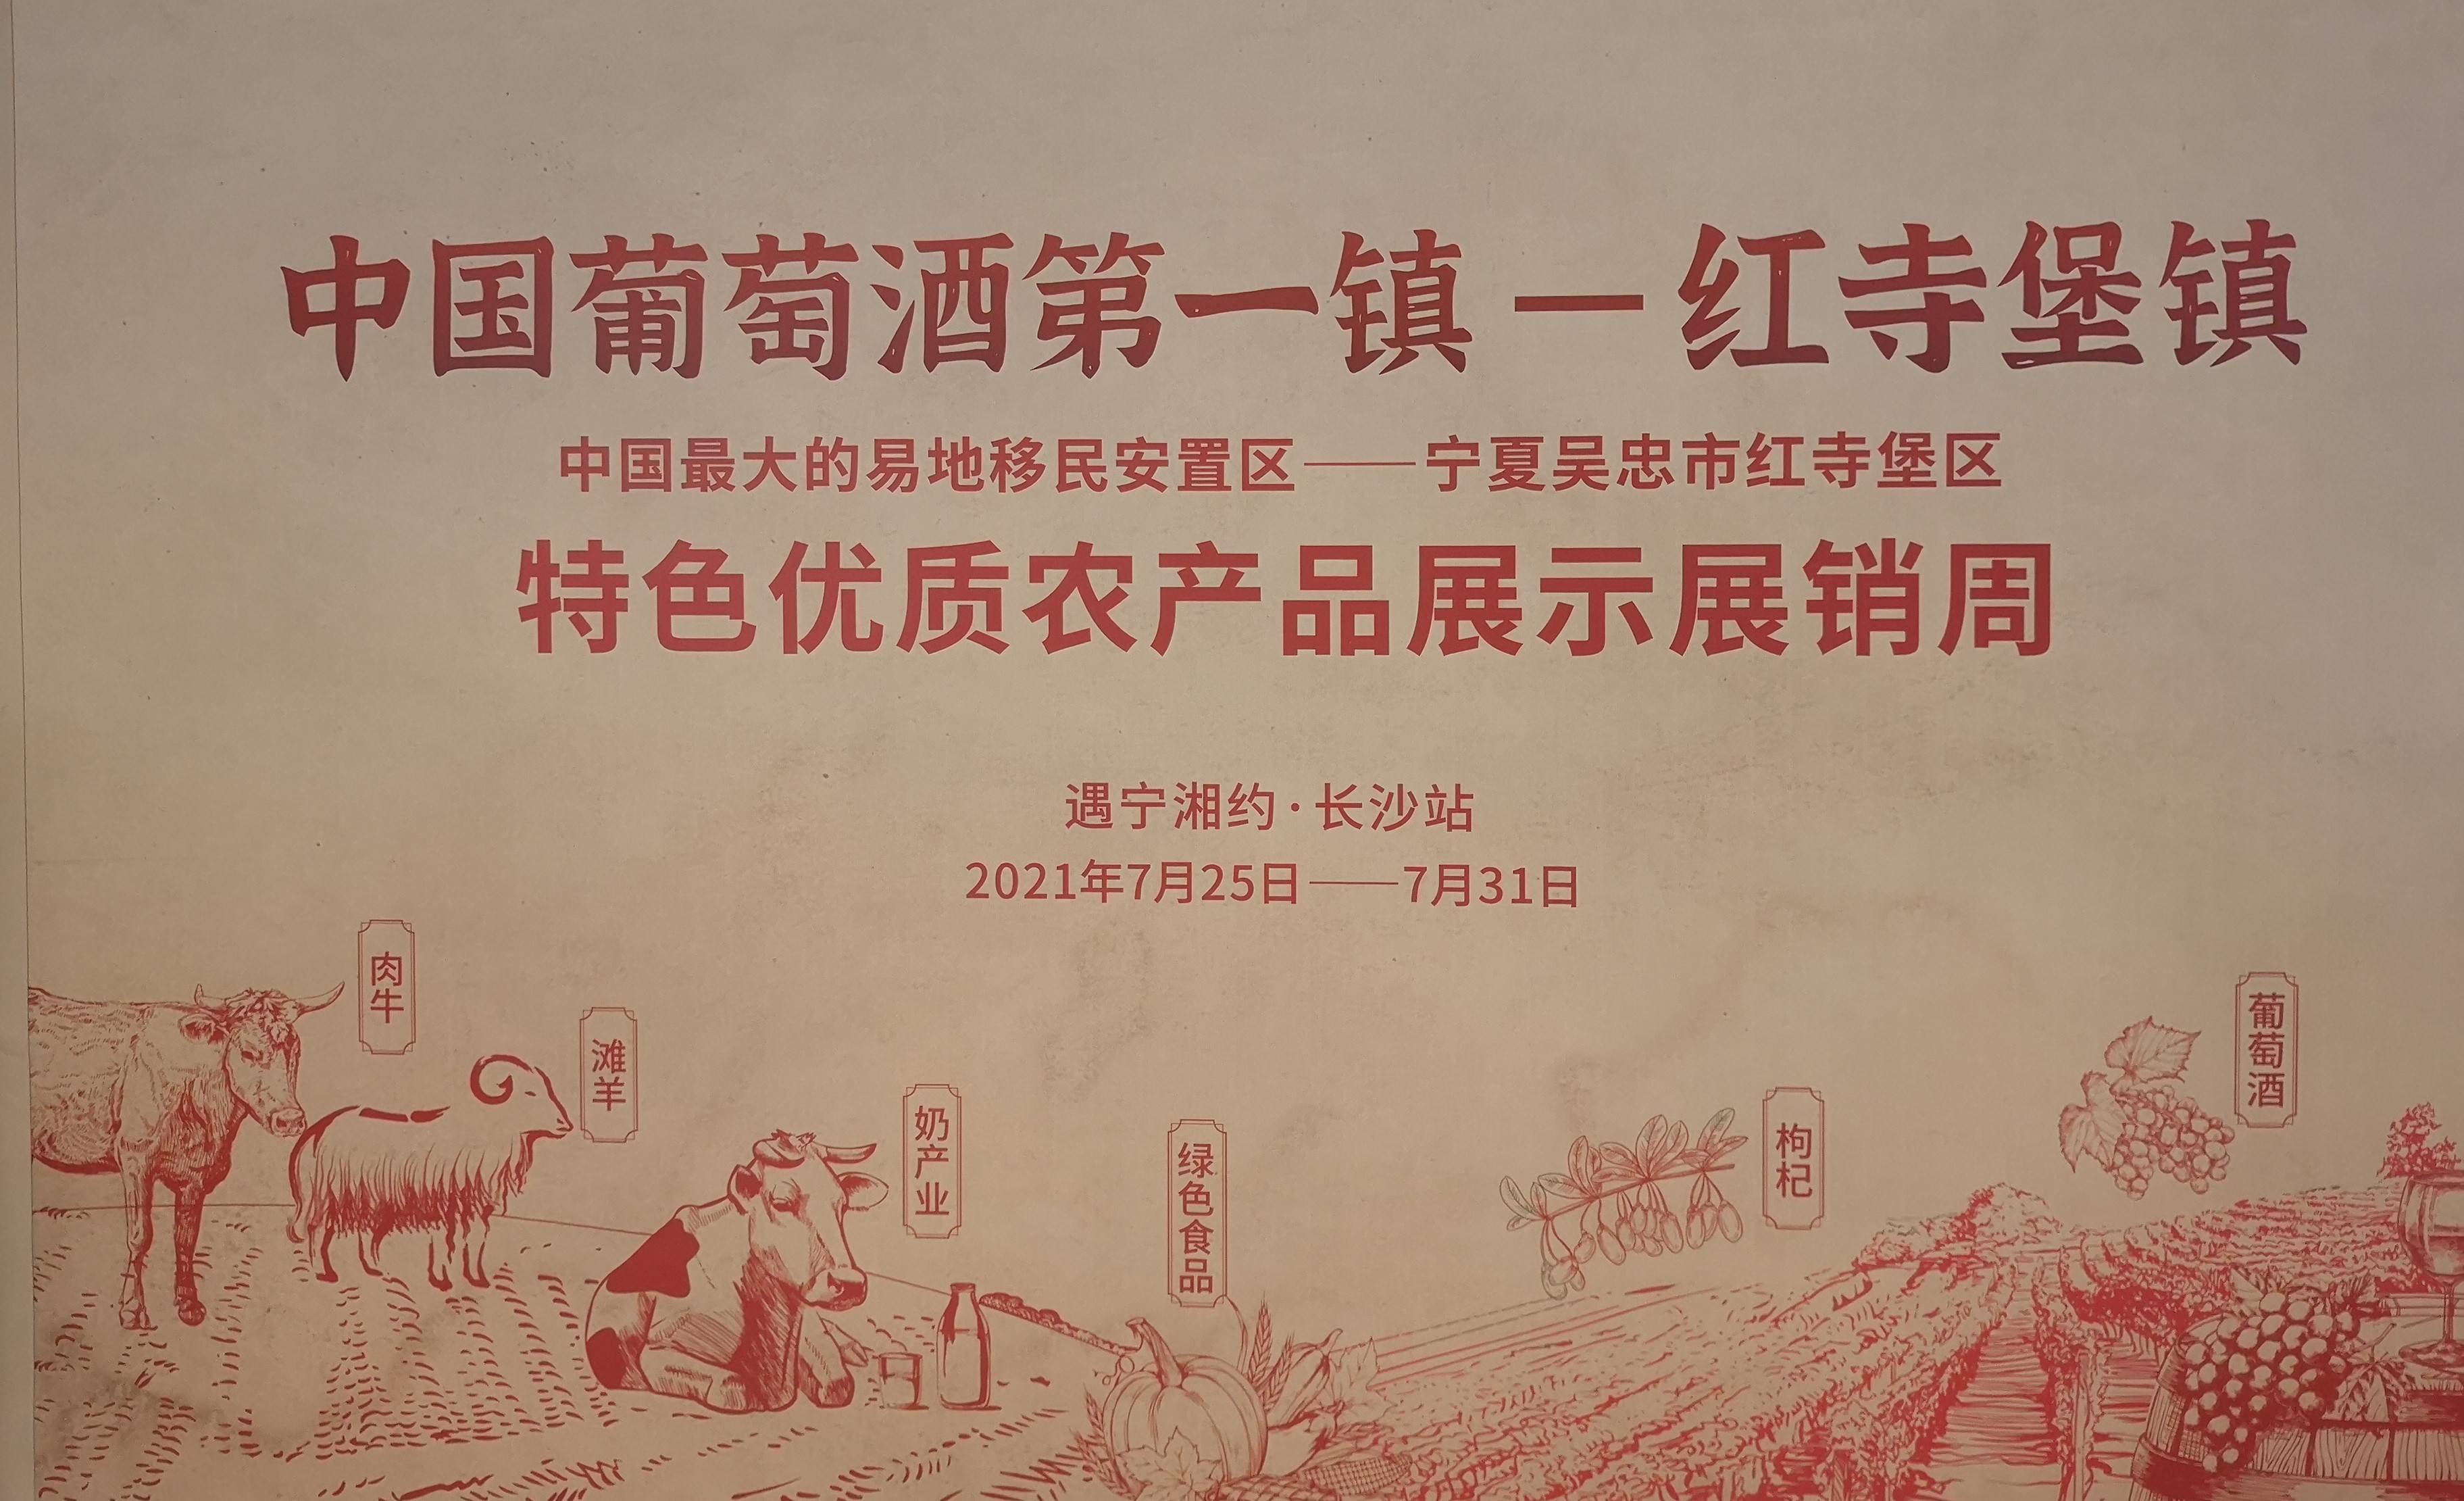 中国葡萄酒第一镇 — 红寺堡镇
中国最大的易地移民安置区——宁夏吴忠市红寺堡区
特色优质农产品展示展销周
遇宁湘约·长沙站
2021年7月25日——7月31日
肉牛
滩羊
奶产业
绿色食品
枸杞
葡萄酒